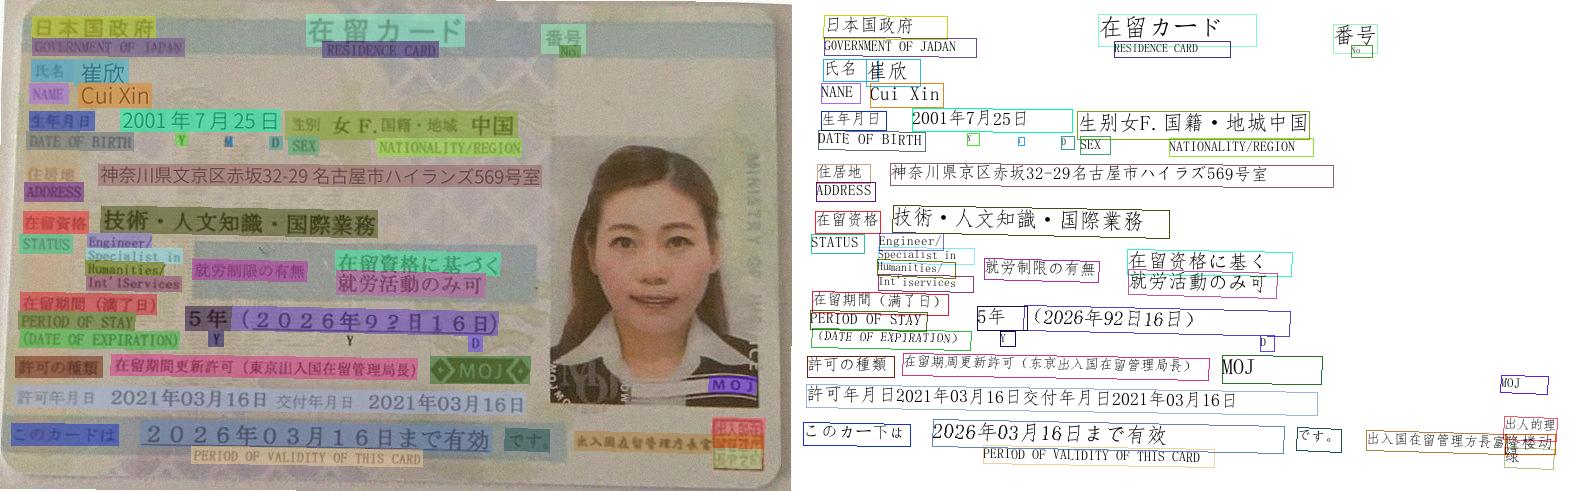 日本国政府 在留カード 番号
GOVERNMENT OF JAPAN RESIDENCE CARD No.
氏名 崔欣
NAME Cui Xin
生年月日 2001年7月25日 生別 女 F. 国籍・地域 中国
DATE OF BIRTH Y M D SEX NATIONALITY/REGION
住居地 神奈川県文京区赤坂32-29 名古屋市ハイランズ569号室
ADDRESS
在留資格 技術・人文知識・国際業務
STATUS Engineer/
Specialist in
Humanities/
Int'lServices
就労制限の有無 在留資格に基づく
就労活動のみ可
在留期間(満了日)
PERIOD OF STAY
(DATE OF EXPIRATION)
5年(2026年92月16日)
Y Y D
許可の種類 在留期間更新許可(東京出入国在留管理局長) MOJ
MOJ
許可年月日 2021年03月16日 交付年月日 2021年03月16日
このカードは 2026年03月16日まで有効 です。
PERIOD OF VALIDITY OF THIS CARD
出入国在留管理庁長官
日本国政府 在留カード 番号
GOVERNMENT OF JADAN RESIDENCE CARD No
氏名 崔欣
NANE Cui Xin
生年月日 2001年7月25日 生别女F.国籍・地域中国
DATE OF BIRTH Y D SEX NATIONALITY/REGION
住居地 神奈川県京区赤坂32-29名古屋市ハイラズ569号室
ADDRESS
在留資格 技術・人文知識・国際業務
STATUS Engineer/
Specialist in
Humanities/
Int'iservices
就労制限の有無 在留資格に基く
就労活動のみ可
在留期間(満了日)
PERIOD OF STAY
(DATE OF EXPIRATION)
5年 (2026年92日16日)
Y D
許可の種類 在留期周更新許可(东京出入国在留管理局長) MOJ
MOJ
許可年月日2021年03月16日交付年月日2021年03月16日
このカー下は 2026年03月16日まで有効 です。
PERIOD OF VALIDITY OF THIS CARD
出入国在留管理方長富
出人的理
隆楼动
緑